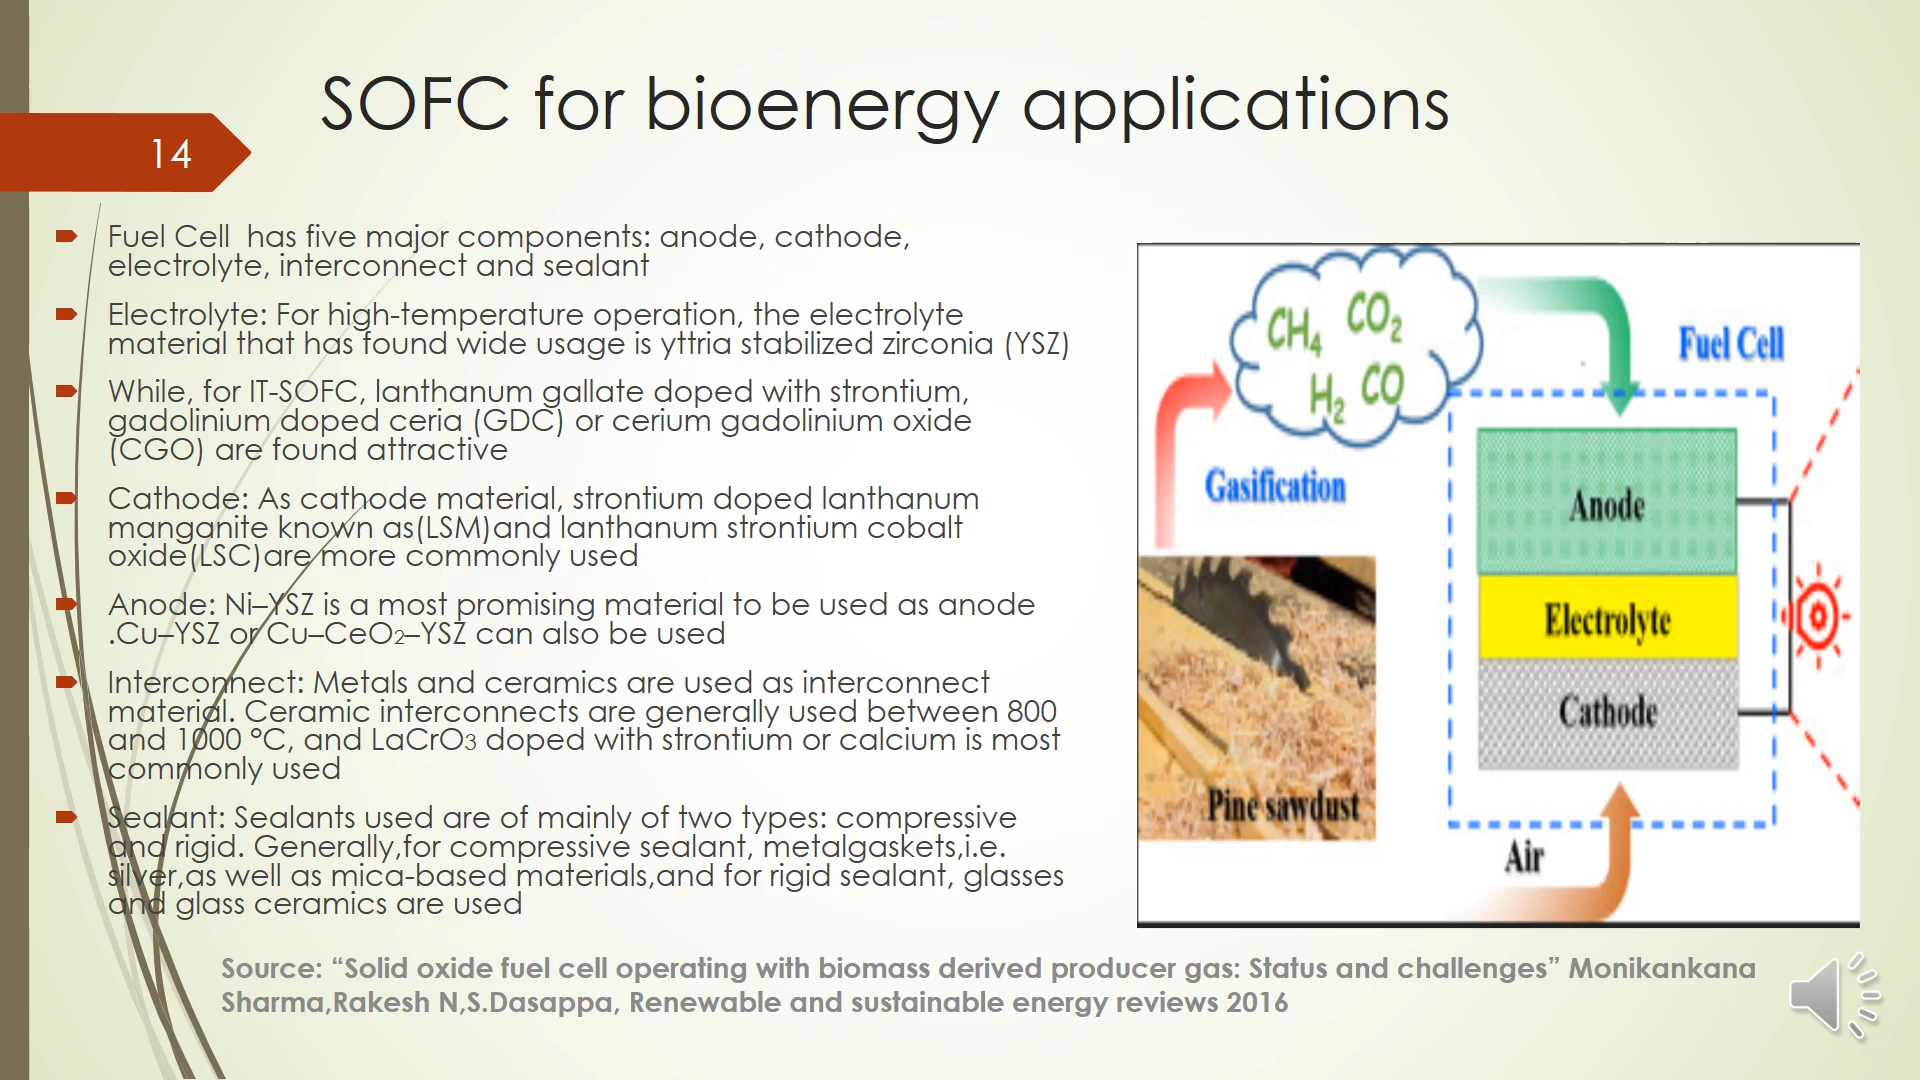 SOFC for bioenergy applications
14
Fuel Cell  has five major components: anode, cathode,
electrolyte, interconnect and sealant
Electrolyte: For high-temperature operation, the electrolyte
material that has found wide usage is yttria stabilized zirconia (YSZ)
While, for IT-SOFC, lanthanum gallate doped with strontium,
gadolinium doped ceria (GDC) or cerium gadolinium oxide
(CGO) are found attractive
Cathode: As cathode material, strontium doped lanthanum
manganite known as(LSM)and lanthanum strontium cobalt
oxide(LSC)are more commonly used
Anode: Ni–YSZ is a most promising material to be used as anode
.Cu–YSZ or Cu–CeO2–YSZ can also be used
Interconnect: Metals and ceramics are used as interconnect
material. Ceramic interconnects are generally used between 800
and 1000 °C, and LaCrO3 doped with strontium or calcium is most
commonly used
Sealant: Sealants used are of mainly of two types: compressive
and rigid. Generally,for compressive sealant, metalgaskets,i.e.
silver,as well as mica-based materials,and for rigid sealant, glasses
and glass ceramics are used
CH4 CO2
H2 CO
Fuel Cell
Gasification
Anode
Electrolyte
Cathode
Pine sawdust
Air
Source: “Solid oxide fuel cell operating with biomass derived producer gas: Status and challenges” Monikankana
Sharma,Rakesh N,S.Dasappa, Renewable and sustainable energy reviews 2016